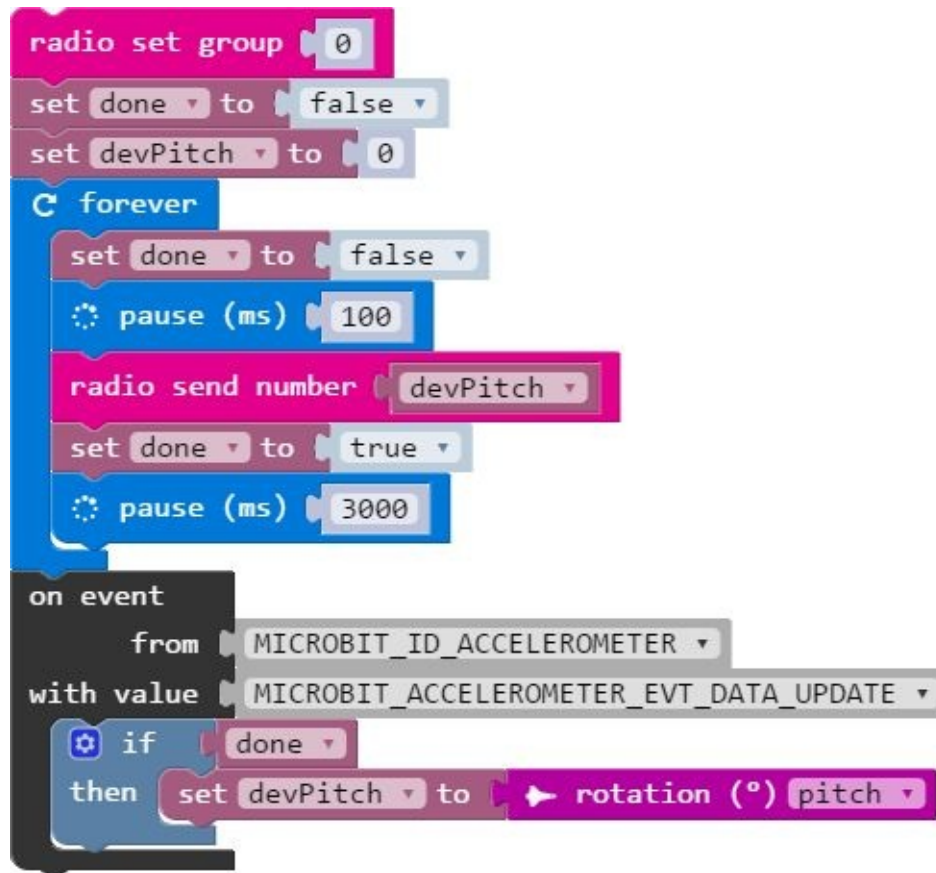 radio set group 0
set done to false
set devPitch to 0
forever
set done to false
pause (ms) 100
radio send number devPitch
set done to true
pause (ms) 3000
on event
from MICROBIT_ID_ACCELEROMETER
with value MICROBIT_ACCELEROMETER_EVT_DATA_UPDATE
if done
then set devPitch to rotation (º) pitch